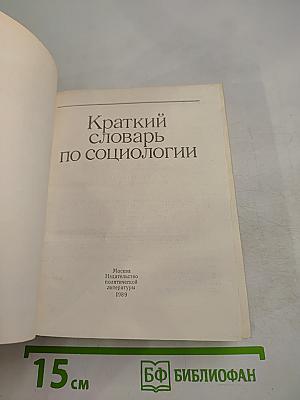 Краткий
словарь
по социологии
Москва
Издательство
политической
литературы
1989
15 см
БФ БИБЛИОФАН